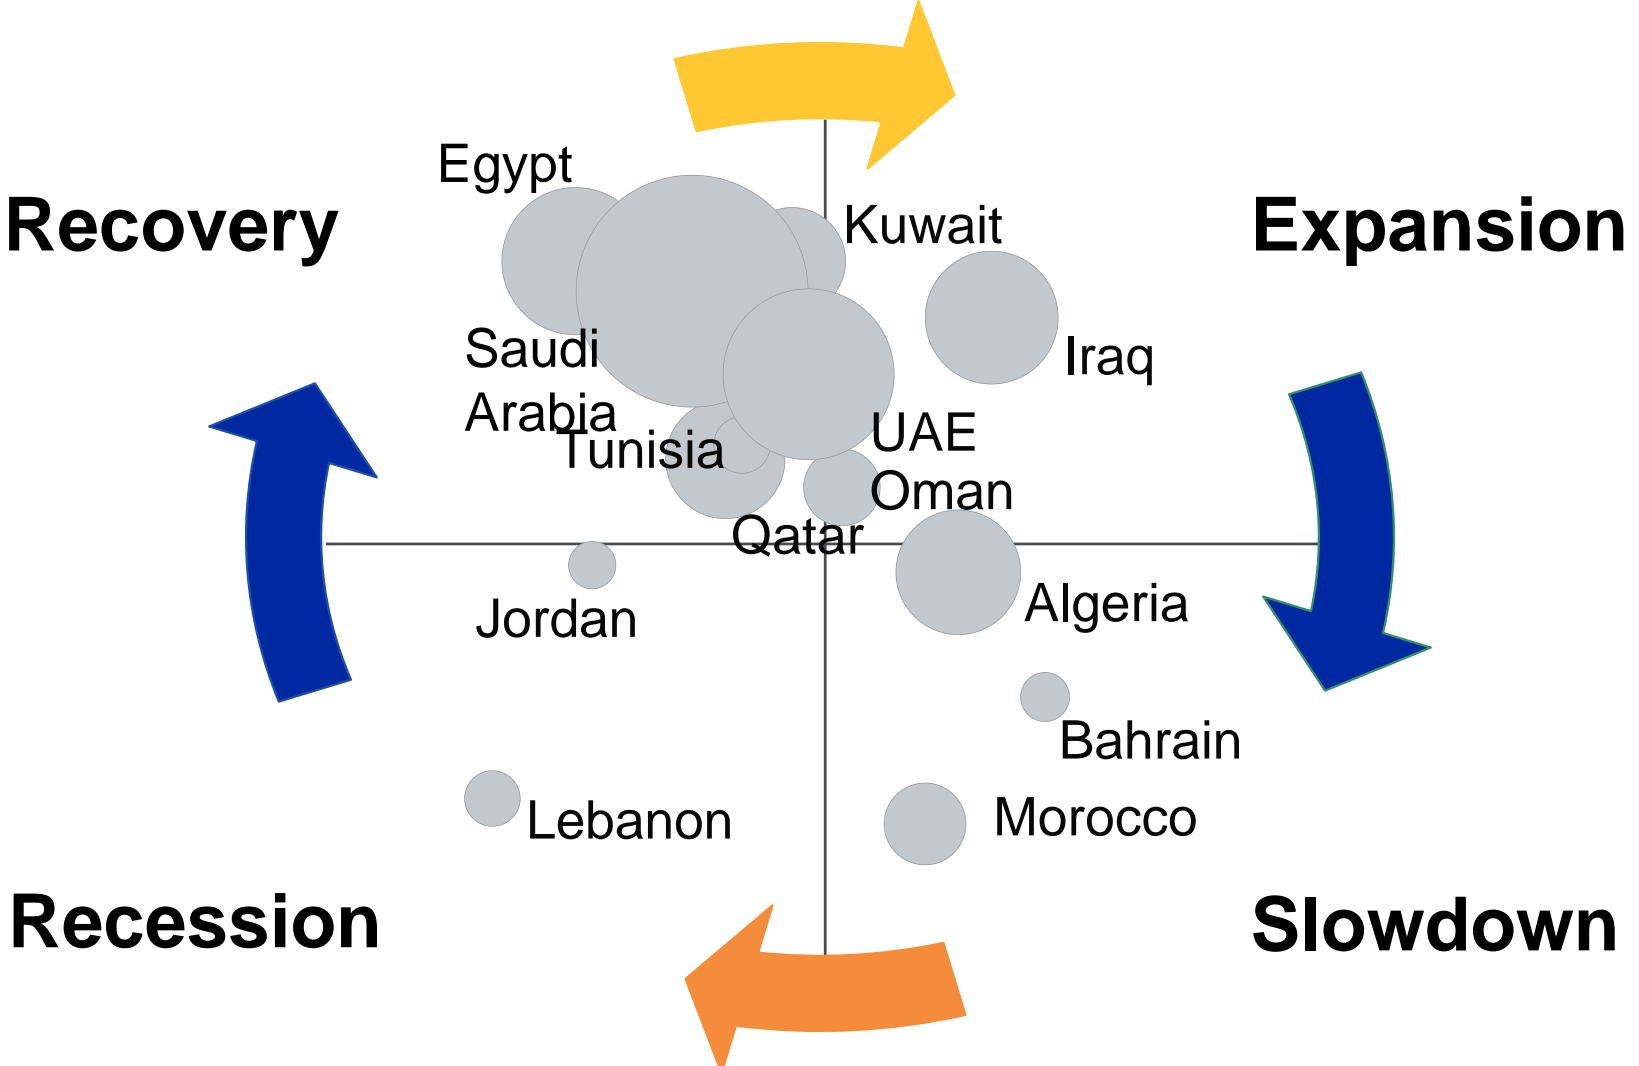 Egypt
Recovery
Kuwait
Expansion
Saudi
Arabia
Iraq
Tunisia
UAE
Oman
Qatar
Jordan
Algeria
Bahrain
Lebanon
Morocco
Recession
Slowdown